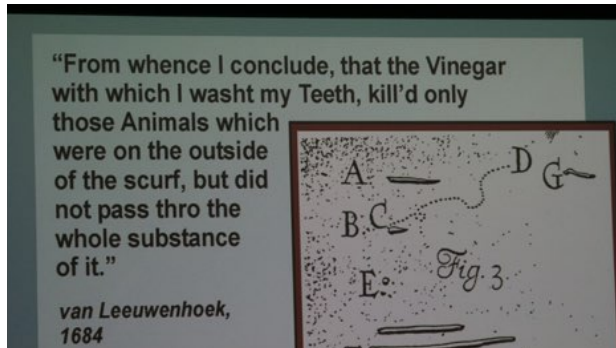 “From whence I conclude, that the Vinegar
with which I washt my Teeth, kill’d only
those Animals which
were on the outside
of the scurf, but did
not pass thro the
whole substance
of it.”
van Leeuwenhoek,
1684
A
D
G
B C
E
Fig. 3